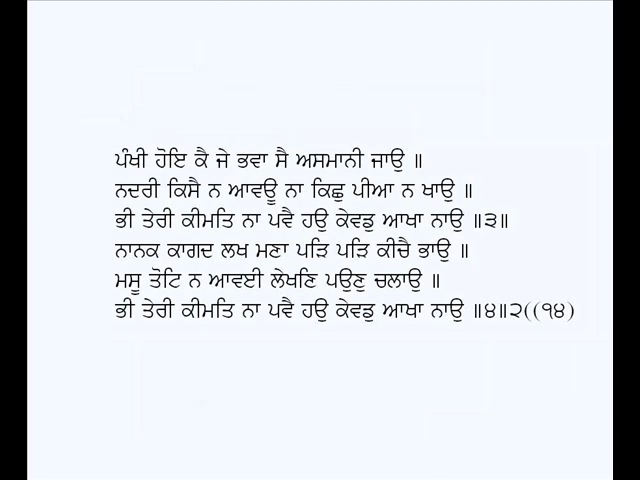 ਪੰਖੀ ਹੋਇ ਕੈ ਜੇ ਭਵਾ ਸੈ ਅਸਮਾਨੀ ਜਾਉ ॥
ਨਦਰੀ ਕਿਸੈ ਨ ਆਵਊ ਨਾ ਕਿਛੁ ਪੀਆ ਨ ਖਾਉ ॥
ਭੀ ਤੇਰੀ ਕੀਮਤਿ ਨਾ ਪਵੈ ਹਉ ਕੇਵਡੁ ਆਖਾ ਨਾਉ ॥੩॥
ਨਾਨਕ ਕਾਗਦ ਲਖ ਮਣਾ ਪੜਿ ਪੜਿ ਕੀਚੈ ਭਾਉ ॥
ਮਸੂ ਤੋਟਿ ਨ ਆਵਈ ਲੇਖਣਿ ਪਉਣੁ ਚਲਾਉ ॥
ਭੀ ਤੇਰੀ ਕੀਮਤਿ ਨਾ ਪਵੈ ਹਉ ਕੇਵਡੁ ਆਖਾ ਨਾਉ ॥੪॥੨((੧੪)